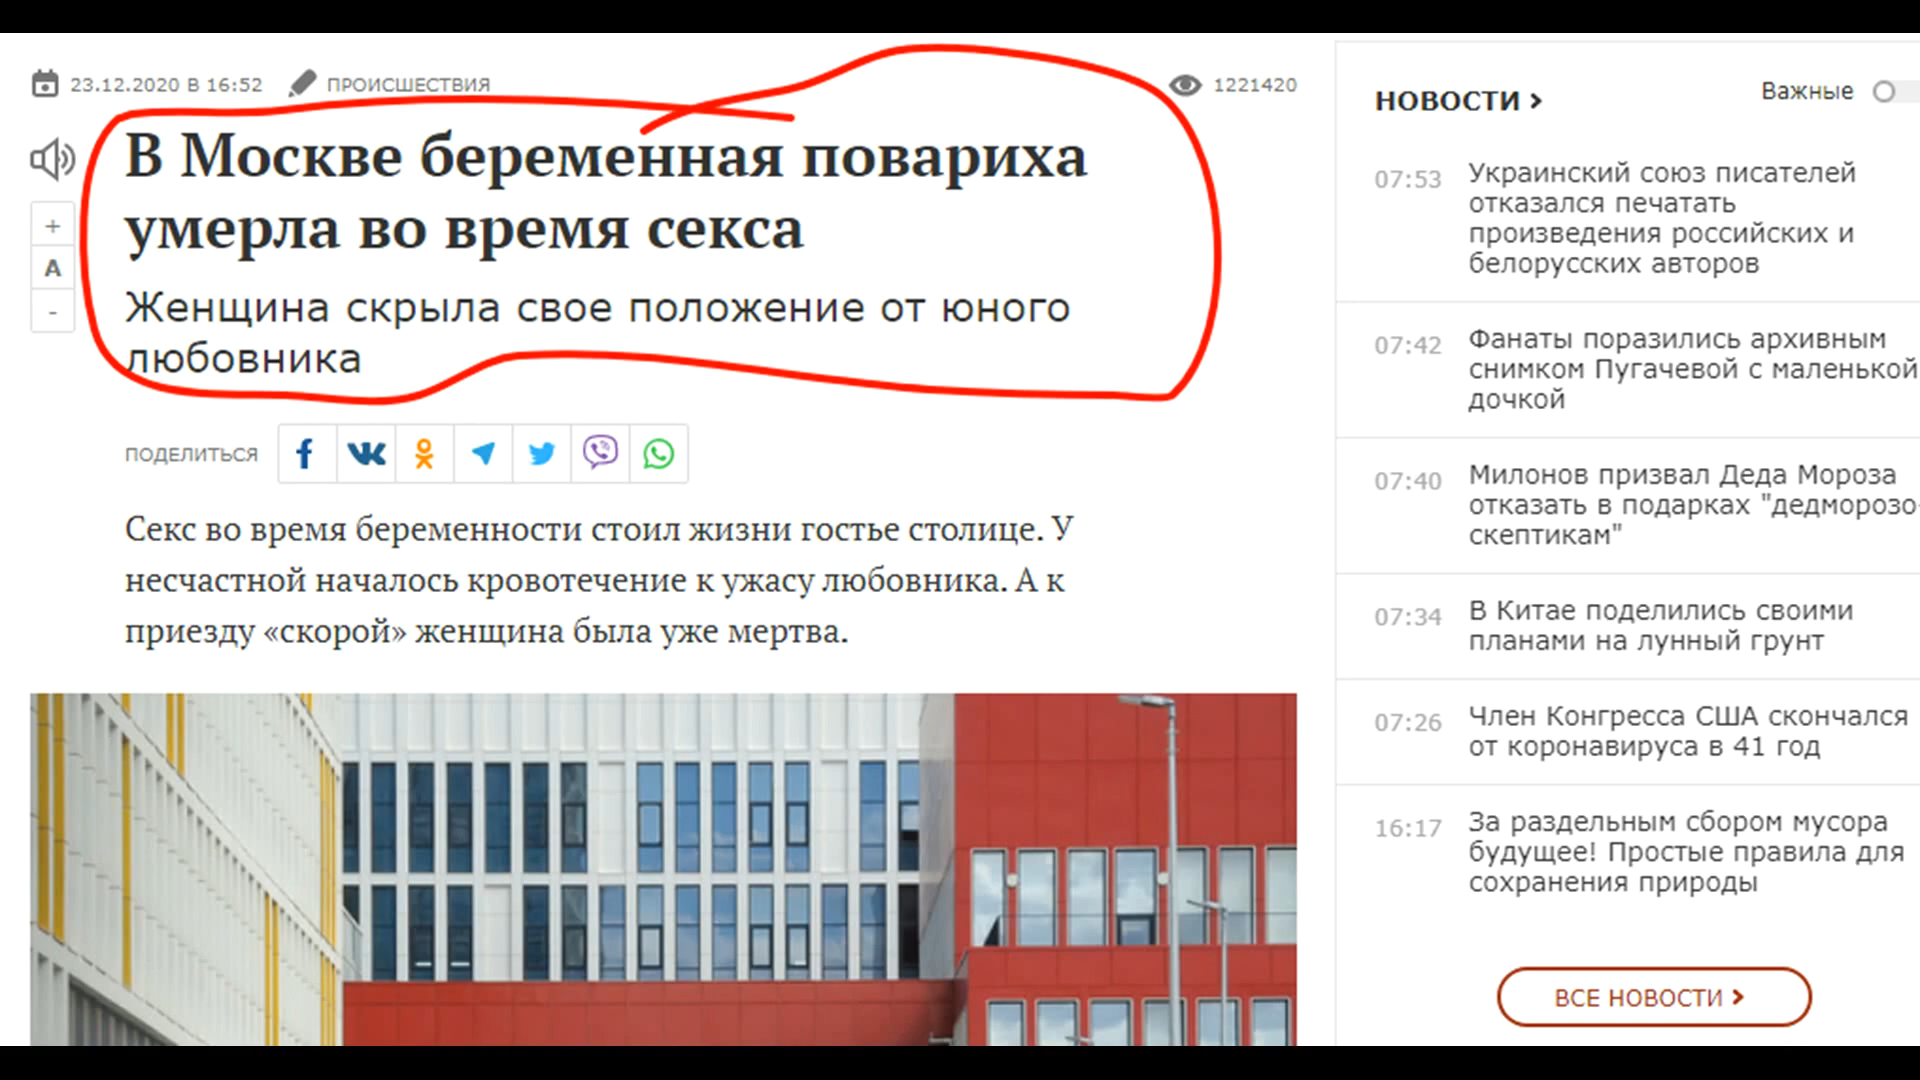 23.12.2020 В 16:52 ПРОИСШЕСТВИЯ 1221420
В Москве беременная повариха
умерла во время секса
Женщина скрыла свое положение от юного
любовника
+
A
-
ПОДЕЛИТЬСЯ
Секс во время беременности стоил жизни гостье столице. У
несчастной началось кровотечение к ужасу любовника. А к
приезду «скорой» женщина была уже мертва.
НОВОСТИ >
Важные
07:53 Украинский союз писателей
отказался печатать
произведения российских и
белорусских авторов
07:42 Фанаты поразились архивным
снимком Пугачевой с маленькой
дочкой
07:40 Милонов призвал Деда Мороза
отказать в подарках "дедморозо-
скептикам"
07:34 В Китае поделились своими
планами на лунный грунт
07:26 Член Конгресса США скончался
от коронавируса в 41 год
16:17 За раздельным сбором мусора
будущее! Простые правила для
сохранения природы
ВСЕ НОВОСТИ >